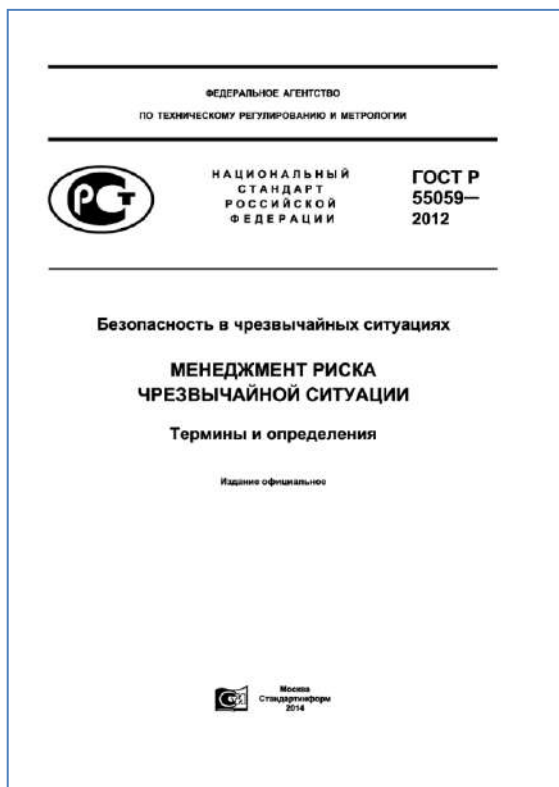 ФЕДЕРАЛЬНОЕ АГЕНТСТВО
ПО ТЕХНИЧЕСКОМУ РЕГУЛИРОВАНИЮ И МЕТРОЛОГИИ
РСТ
НАЦИОНАЛЬНЫЙ
СТАНДАРТ
РОССИЙСКОЙ
ФЕДЕРАЦИИ
ГОСТ Р
55059—
2012
Безопасность в чрезвычайных ситуациях
МЕНЕДЖМЕНТ РИСКА
ЧРЕЗВЫЧАЙНОЙ СИТУАЦИИ
Термины и определения
Издание официальное
Москва
Стандартинформ
2014